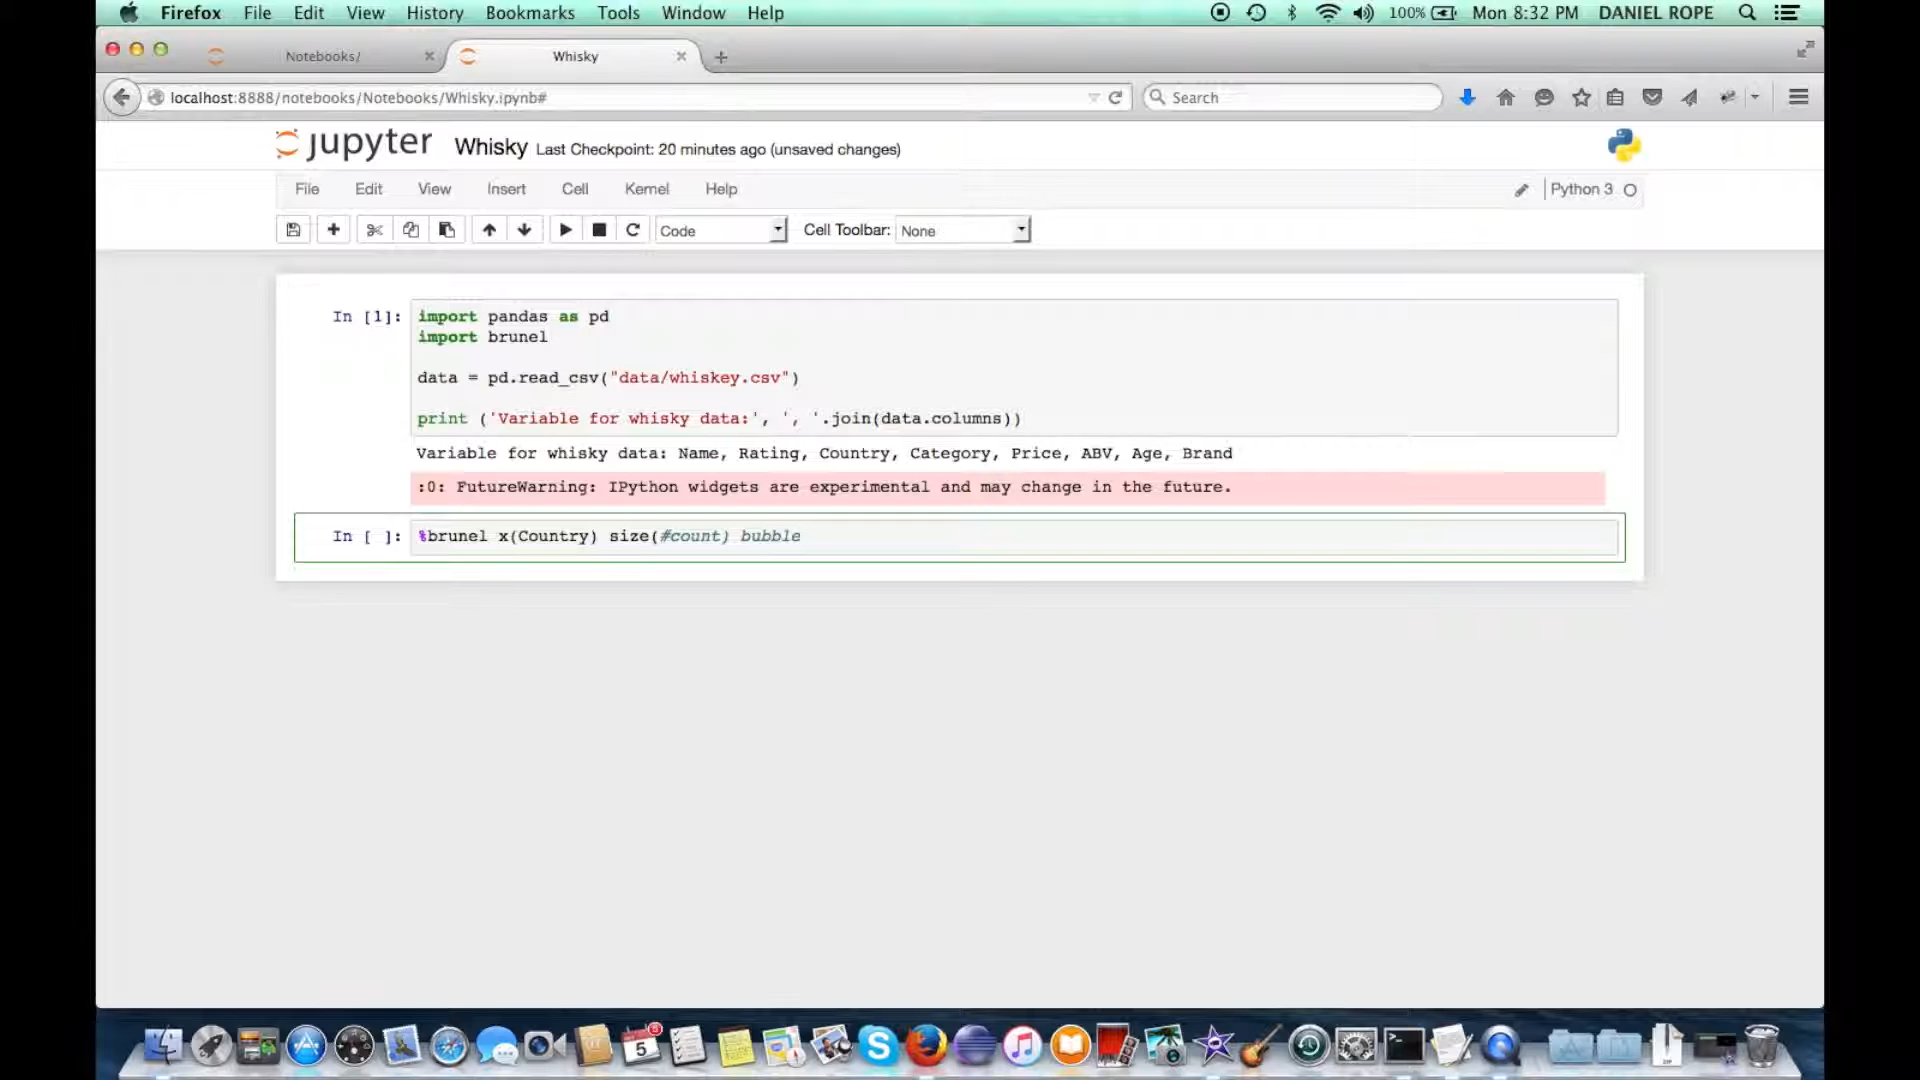 Firefox File Edit View History Bookmarks Tools Window Help 100% Mon 8:32 PM DANIEL ROPE
Notebooks/ Whisky
localhost:8888/notebooks/Notebooks/Whisky.ipynb# Search
jupyter Whisky Last Checkpoint: 20 minutes ago (unsaved changes)
File Edit View Insert Cell Kernel Help Python 3
Code Cell Toolbar: None
In [1]: import pandas as pd
import brunel
data = pd.read_csv("data/whiskey.csv")
print ('Variable for whisky data:', ', '.join(data.columns))
Variable for whisky data: Name, Rating, Country, Category, Price, ABV, Age, Brand
:0: FutureWarning: IPython widgets are experimental and may change in the future.
In [ ]: %brunel x(Country) size(#count) bubble
5